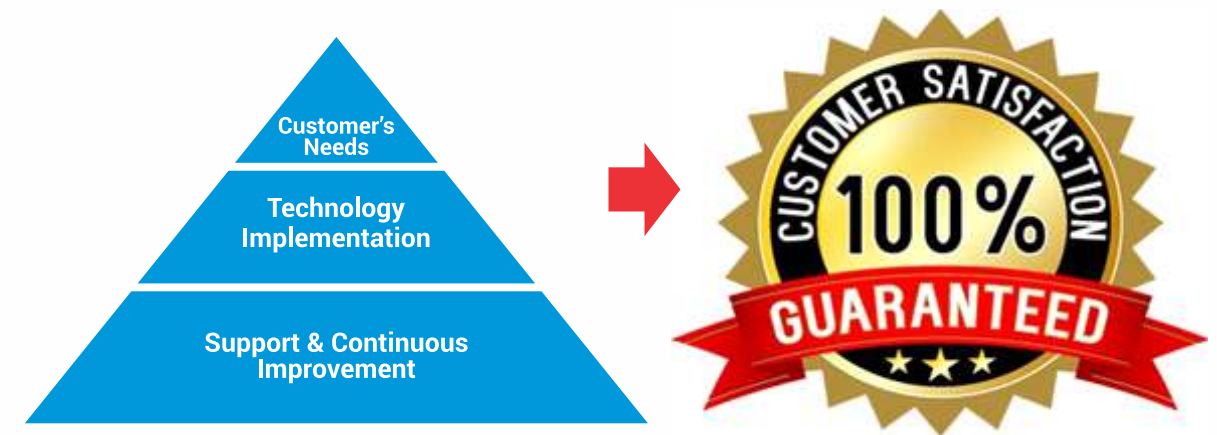 Customer's
Needs
Technology
Implementation
Support & Continuous
Improvement
CUSTOMER SATISFACTION
100%
GUARANTEED